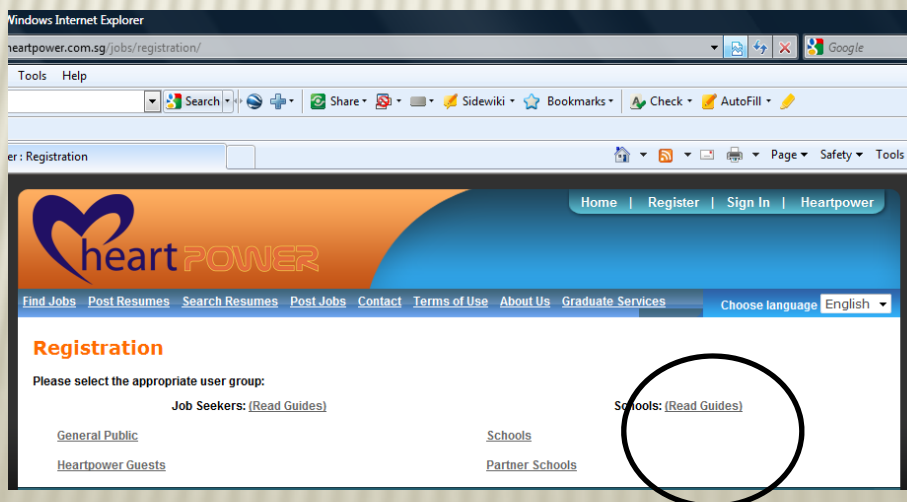 Windows Internet Explorer
heartpower.com.sg/jobs/registration/
Google
Tools Help
Search Share Sidewiki Bookmarks Check AutoFill
er : Registration
Page Safety Tools
Home | Register | Sign In | Heartpower
heart POWER
Find Jobs Post Resumes Search Resumes Post Jobs Contact Terms of Use About Us Graduate Services
Choose language English
Registration
Please select the appropriate user group:
Job Seekers: (Read Guides) Schools: (Read Guides)
General Public Schools
Heartpower Guests Partner Schools